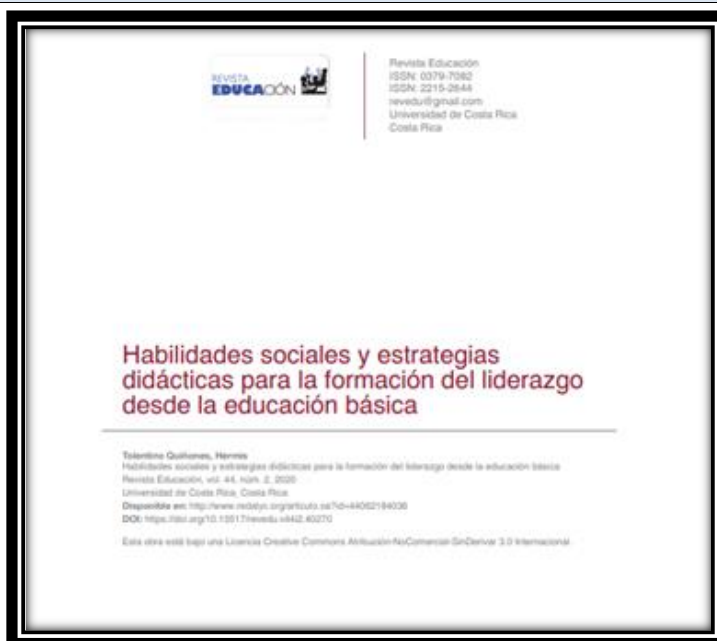 REVISTA
EDUCACIÓN
Revista Educación
ISSN: 0379-7082
ISSN: 2215-2644
revedu@gmail.com
Universidad de Costa Rica
Costa Rica
Habilidades sociales y estrategias
didácticas para la formación del liderazgo
desde la educación básica
Tolentino Quiñones, Hermis
Habilidades sociales y estrategias didácticas para la formación del liderazgo desde la educación básica
Revista Educación, vol. 44, núm. 2, 2020
Universidad de Costa Rica, Costa Rica
Disponible en: http://www.redalyc.org/articulo.oa?id=44062184036
DOI: https://doi.org/10.15517/revedu.v44i2.40270
Esta obra está bajo una Licencia Creative Commons Atribución-NoComercial-SinDerivar 3.0 Internacional.